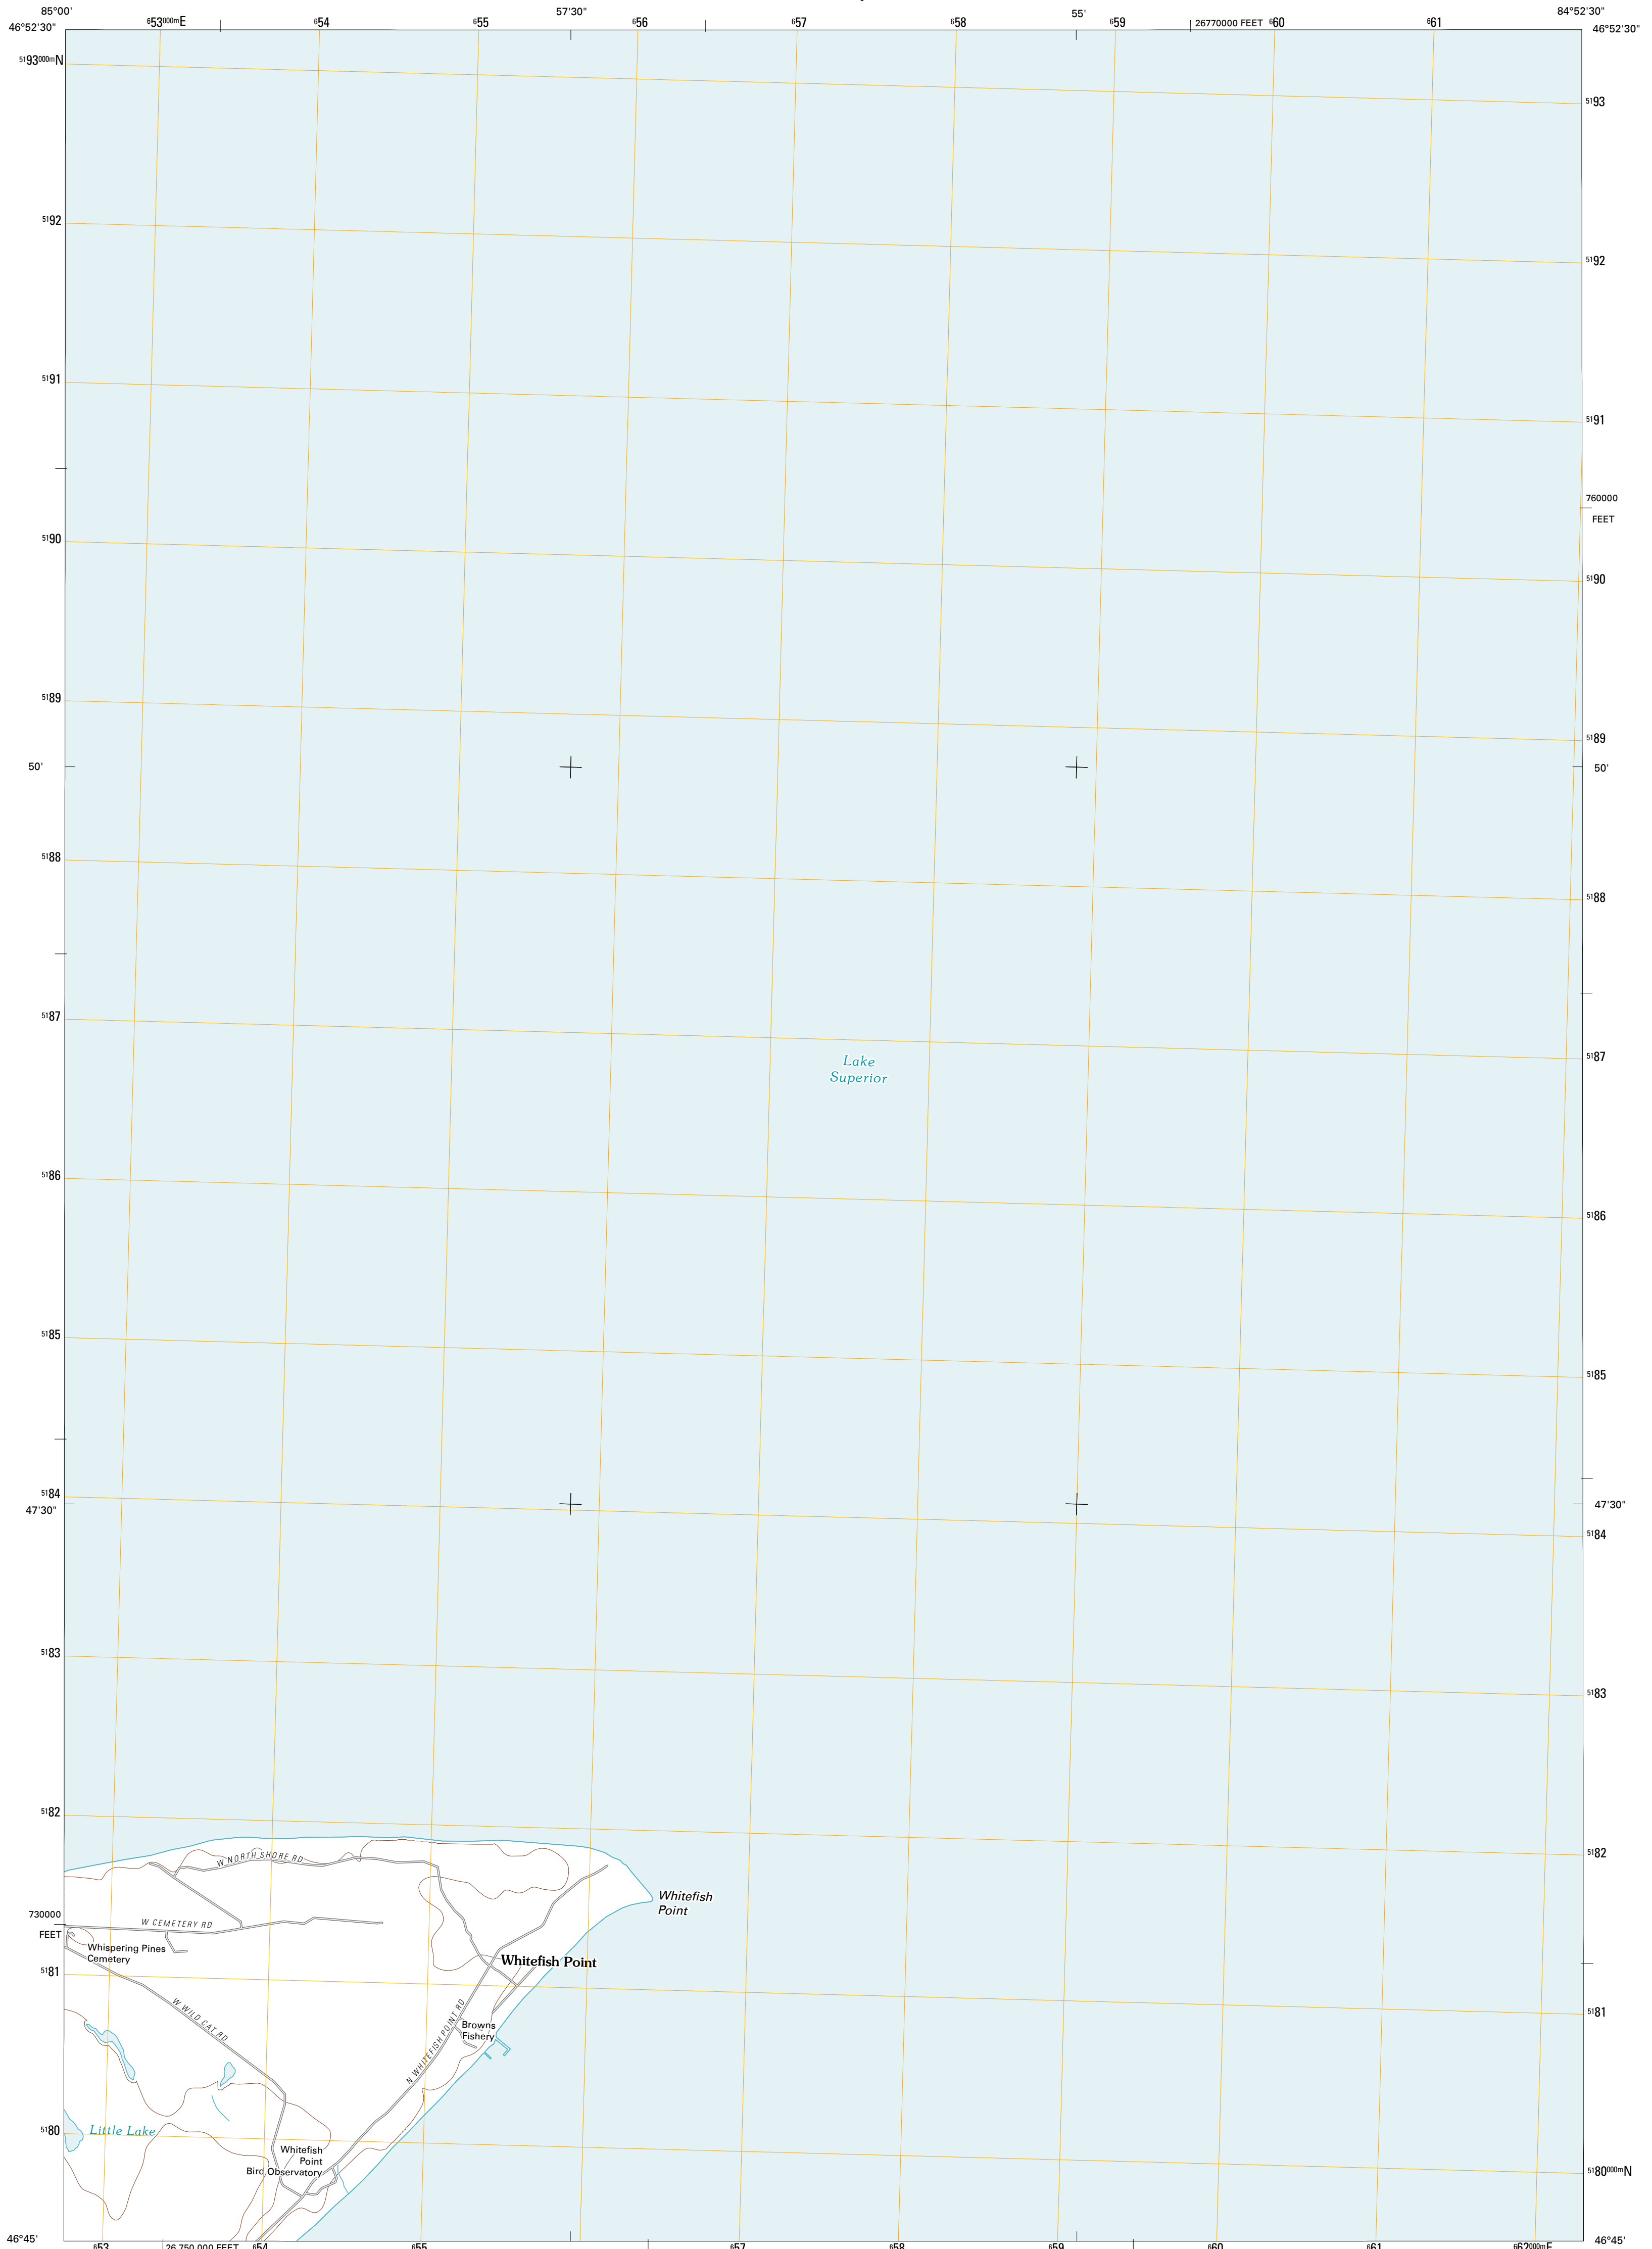 85°00' ⁶53⁰⁰⁰ᵐE ⁶54 ⁶55 57'30" ⁶56 ⁶57 ⁶58 55' ⁶59 26770000 FEET ⁶60 ⁶61 84°52'30"
46°52'30" 46°52'30"
⁵¹93⁰⁰⁰ᵐN
⁵¹93
⁵¹92
⁵¹92
⁵¹91
⁵¹91
760000
FEET
⁵¹90
⁵¹90
⁵¹89
⁵¹89
50' 50'
⁵¹88
⁵¹88
⁵¹87
⁵¹87
Lake
Superior
⁵¹86
⁵¹86
⁵¹85
⁵¹85
⁵¹84
47'30" 47'30"
⁵¹84
⁵¹83
⁵¹83
⁵¹82
⁵¹82
W NORTH SHORE RD
Whitefish
Point
730000
FEET
W CEMETERY RD
Whispering Pines
Cemetery
Whitefish Point
⁵¹81
⁵¹81
W WILD CAT RD
N WHITEFISH POINT RD
Browns
Fishery
⁵¹80
Little Lake
Whitefish
Point
Bird Observatory
⁵¹80⁰⁰⁰ᵐN
46°45' 46°45'
⁶53 26 750 000 FEET ⁶54 ⁶55 ⁶57 ⁶58 ⁶59 ⁶60 ⁶61 ⁶62⁰⁰⁰ᵐE